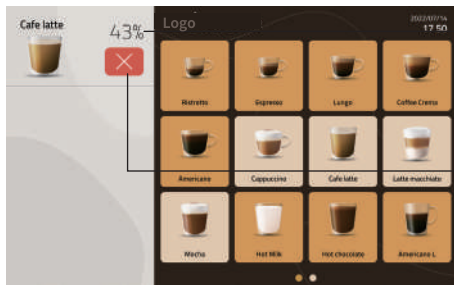 Cafe latte
43%
Logo
2022/07/14
17 50
Ristretto
Espresso
Lungo
Coffee Crema
Americano
Cappuccino
Cafe latte
Latte macchiato
Mocha
Hot Milk
Hot chocolate
Americano L